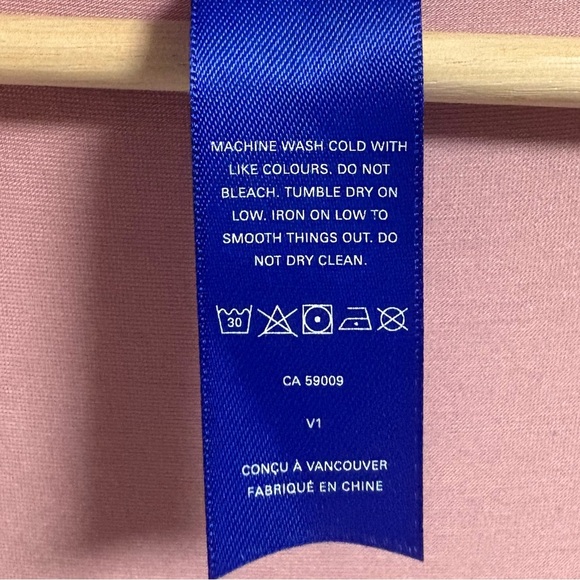 MACHINE WASH COLD WITH
LIKE COLOURS. DO NOT
BLEACH. TUMBLE DRY ON
LOW. IRON ON LOW TO
SMOOTH THINGS OUT. DO
NOT DRY CLEAN.
30
CA 59009
V1
CONÇU À VANCOUVER
FABRIQUÉ EN CHINE